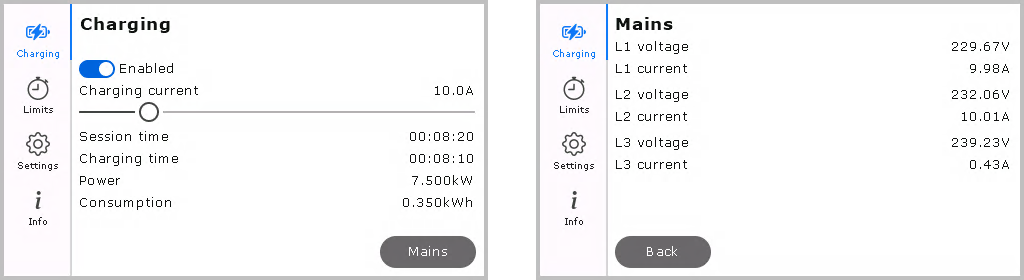 Charging
Charging
Enabled
Charging current 10.0A
Limits
Session time 00:08:20
Charging time 00:08:10
Settings
Power 7.500kW
Consumption 0.350kWh
i
Info
Mains
Mains
Charging
L1 voltage 229.67V
L1 current 9.98A
L2 voltage 232.06V
Limits
L2 current 10.01A
L3 voltage 239.23V
Settings
L3 current 0.43A
i
Info
Back